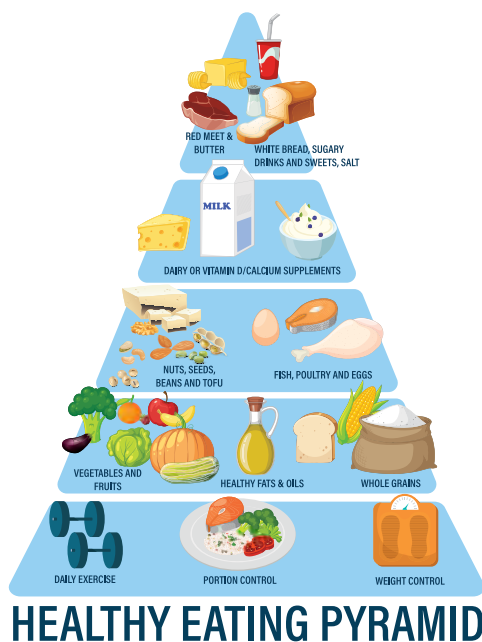 RED MEET &
BUTTER
WHITE BREAD, SUGARY
DRINKS AND SWEETS, SALT
MILK
DAIRY OR VITAMIN D/CALCIUM SUPPLEMENTS
NUTS, SEEDS,
BEANS AND TOFU
FISH, POULTRY AND EGGS
VEGETABLES AND
FRUITS
HEALTHY FATS & OILS
WHOLE GRAINS
DAILY EXERCISE
PORTION CONTROL
WEIGHT CONTROL
HEALTHY EATING PYRAMID